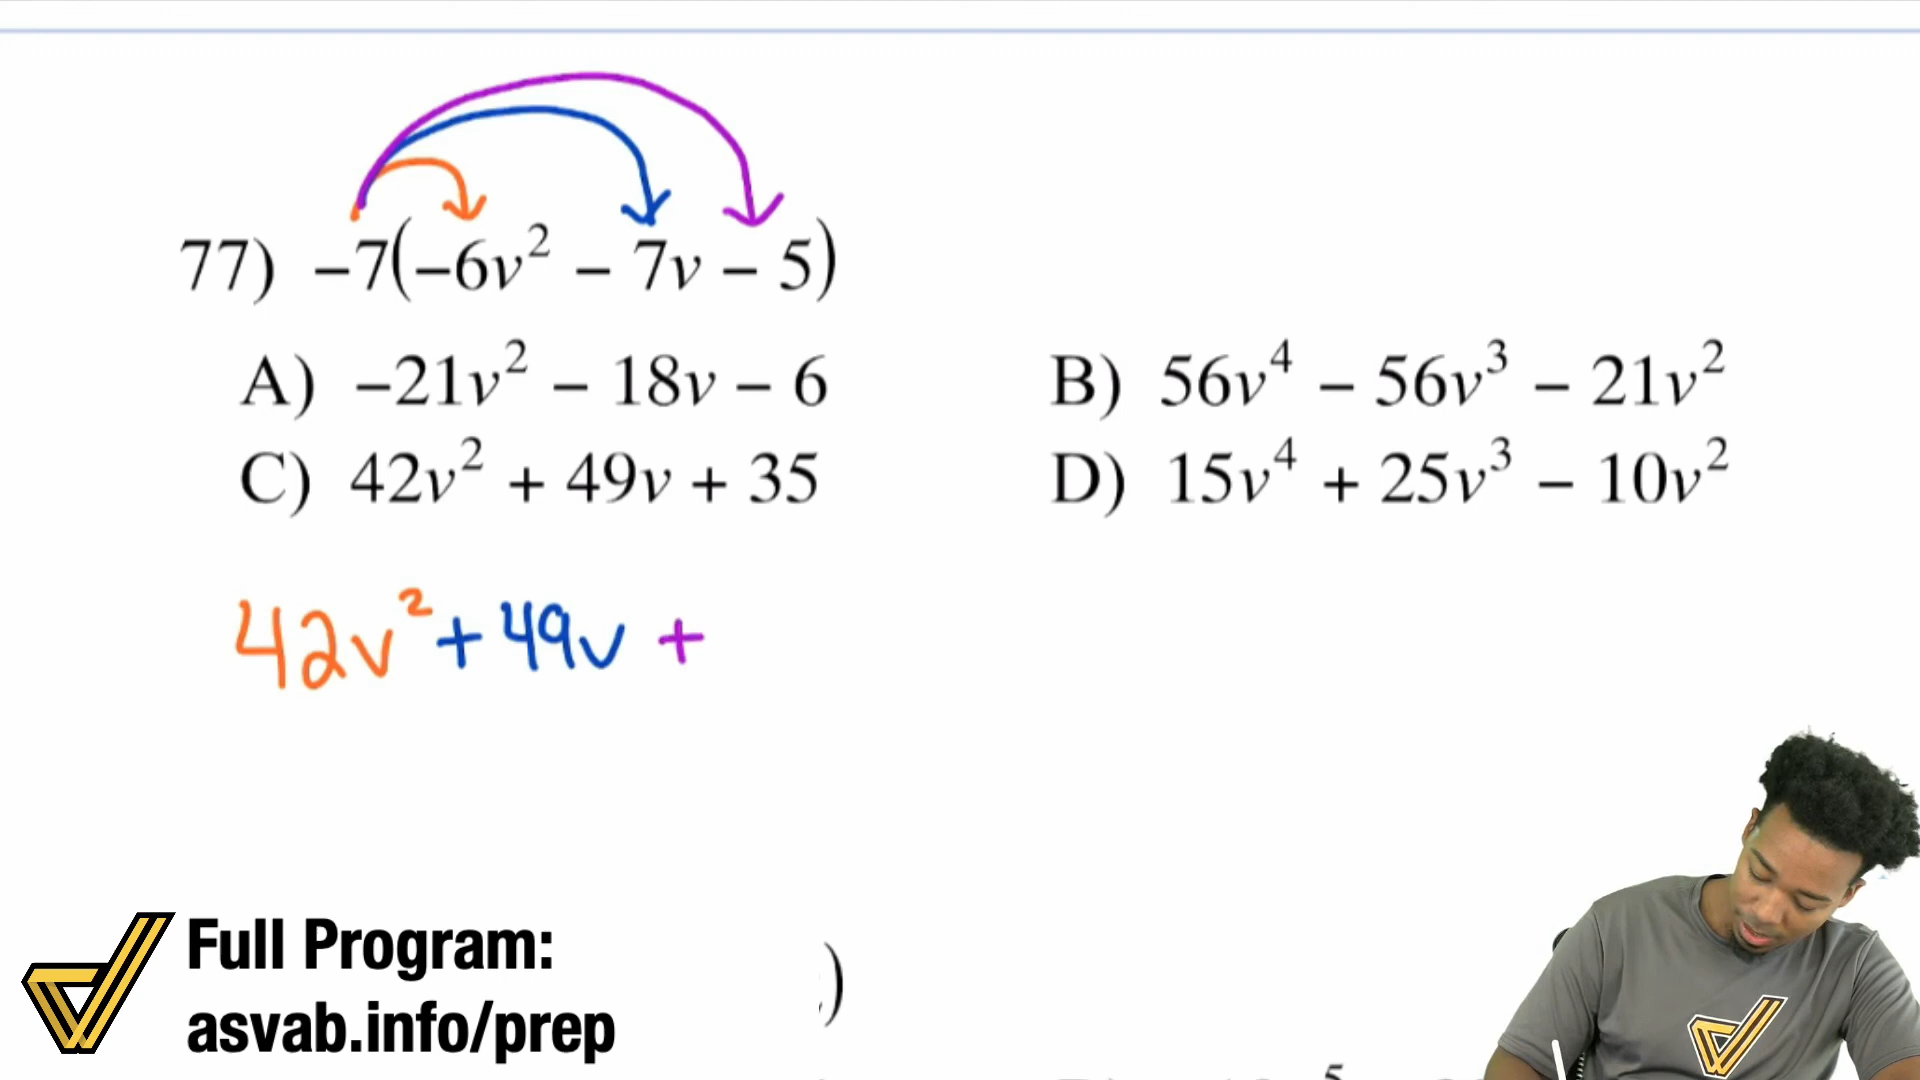 77) −7(−6v² − 7v − 5)
A) −21v² − 18v − 6
B) 56v⁴ − 56v³ − 21v²
C) 42v² + 49v + 35
D) 15v⁴ + 25v³ − 10v²
42v² + 49v +
Full Program:
asvab.info/prep
)
5